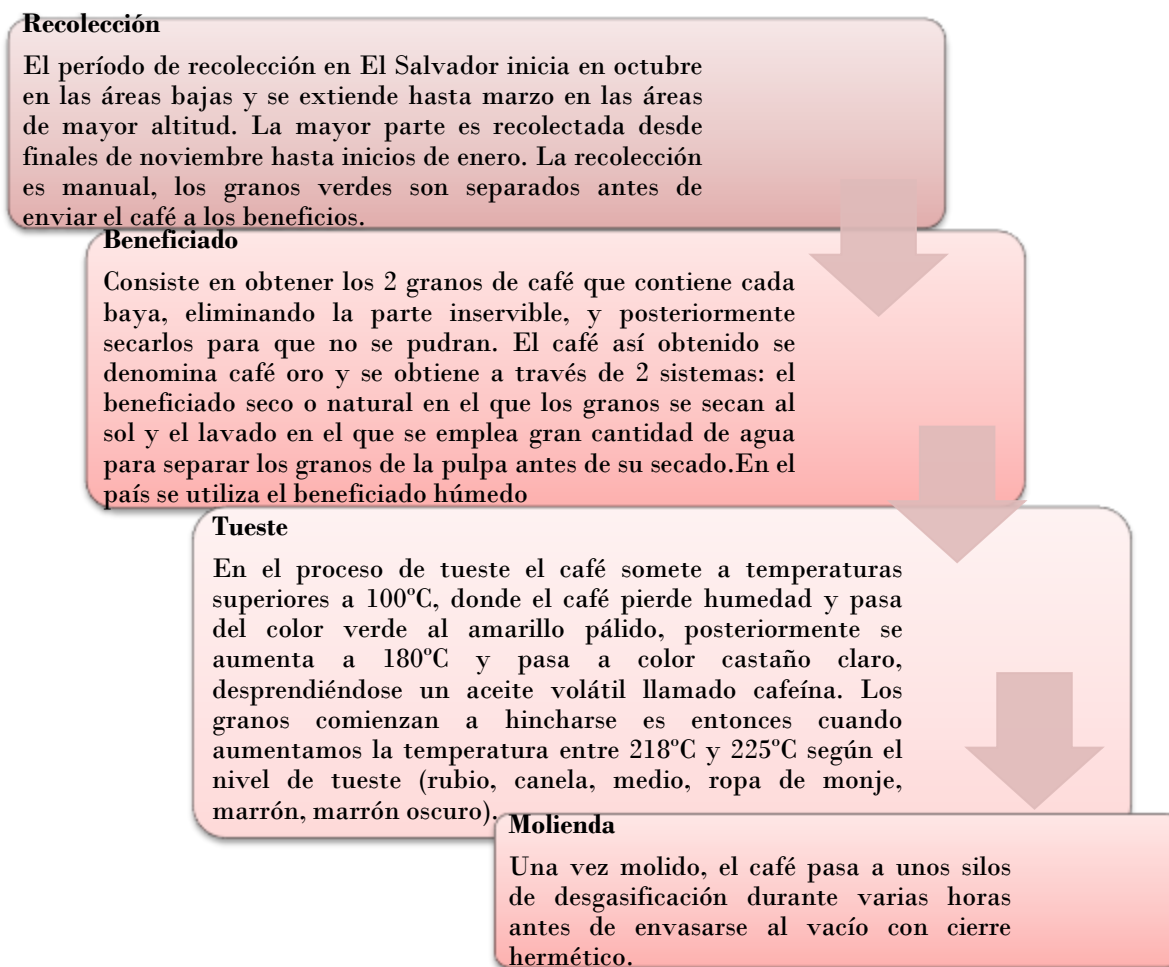 Recolección
El período de recolección en El Salvador inicia en octubre
en las áreas bajas y se extiende hasta marzo en las áreas
de mayor altitud. La mayor parte es recolectada desde
finales de noviembre hasta inicios de enero. La recolección
es manual, los granos verdes son separados antes de
enviar el café a los beneficios.
Beneficiado
Consiste en obtener los 2 granos de café que contiene cada
baya, eliminando la parte inservible, y posteriormente
secarlos para que no se pudran. El café así obtenido se
denomina café oro y se obtiene a través de 2 sistemas: el
beneficiado seco o natural en el que los granos se secan al
sol y el lavado en el que se emplea gran cantidad de agua
para separar los granos de la pulpa antes de su secado.En el
país se utiliza el beneficiado húmedo
Tueste
En el proceso de tueste el café somete a temperaturas
superiores a 100ºC, donde el café pierde humedad y pasa
del color verde al amarillo pálido, posteriormente se
aumenta a 180ºC y pasa a color castaño claro,
desprendiéndose un aceite volátil llamado cafeína. Los
granos comienzan a hincharse es entonces cuando
aumentamos la temperatura entre 218ºC y 225ºC según el
nivel de tueste (rubio, canela, medio, ropa de monje,
marrón, marrón oscuro).
Molienda
Una vez molido, el café pasa a unos silos
de desgasificación durante varias horas
antes de envasarse al vacío con cierre
hermético.